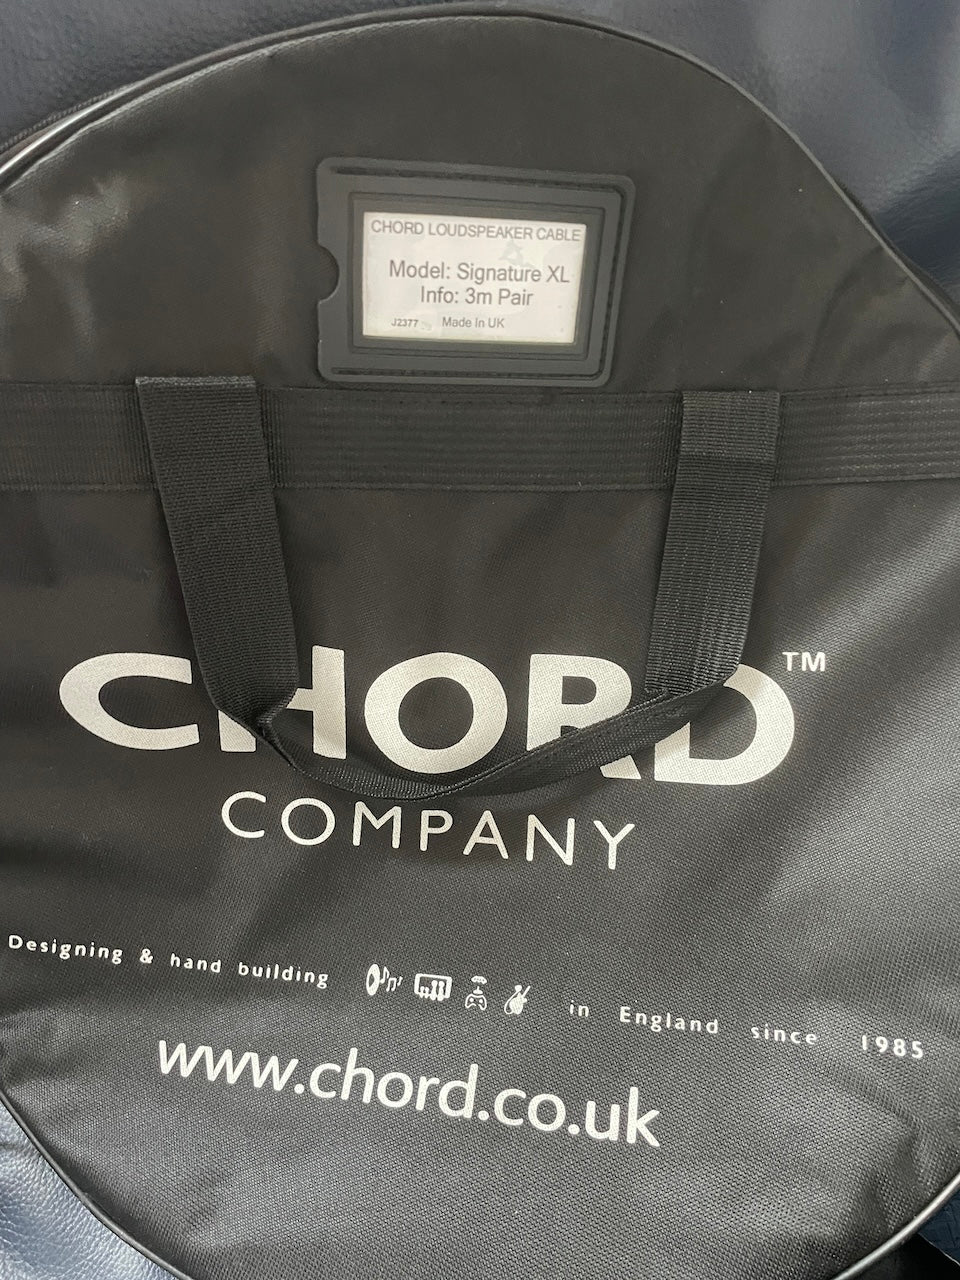 CHORD LOUDSPEAKER CABLE
Model: Signature XL
Info: 3m Pair
J2377 Made In UK
CHORD™
COMPANY
Designing & hand building in England since 1985
www.chord.co.uk